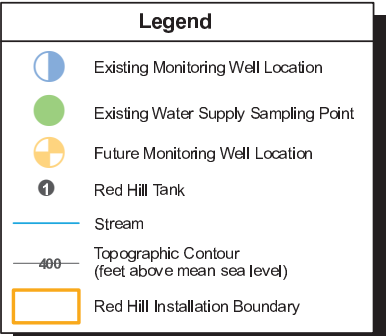 Legend
Existing Monitoring Well Location
Existing Water Supply Sampling Point
Future Monitoring Well Location
1 Red Hill Tank
Stream
400 Topographic Contour
(feet above mean sea level)
Red Hill Installation Boundary